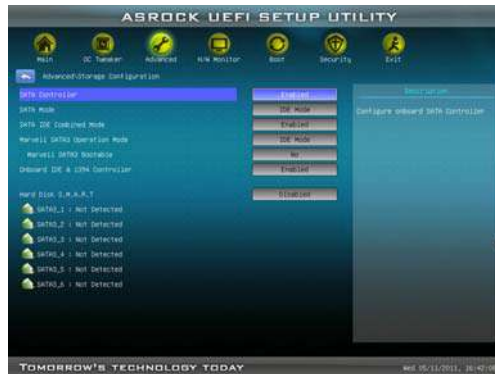 ASROCK UEFI SETUP UTILITY
Main
OC Tweaker
Advanced
H/W Monitor
Boot
Security
Exit
Advanced\Storage Configuration
Description
SATA Controller
Enabled
Configure onboard SATA Controller
SATA Mode
IDE Mode
SATA IDE Combined Mode
Enabled
Marvell SATA3 Operation Mode
IDE Mode
Marvell SATA3 Bootable
No
Onboard IDE & 1394 Controller
Enabled
Hard Disk S.M.A.R.T
Disabled
SATA3_1 : Not Detected
SATA3_2 : Not Detected
SATA3_3 : Not Detected
SATA3_4 : Not Detected
SATA3_5 : Not Detected
SATA3_6 : Not Detected
TOMORROW'S TECHNOLOGY TODAY
Wed